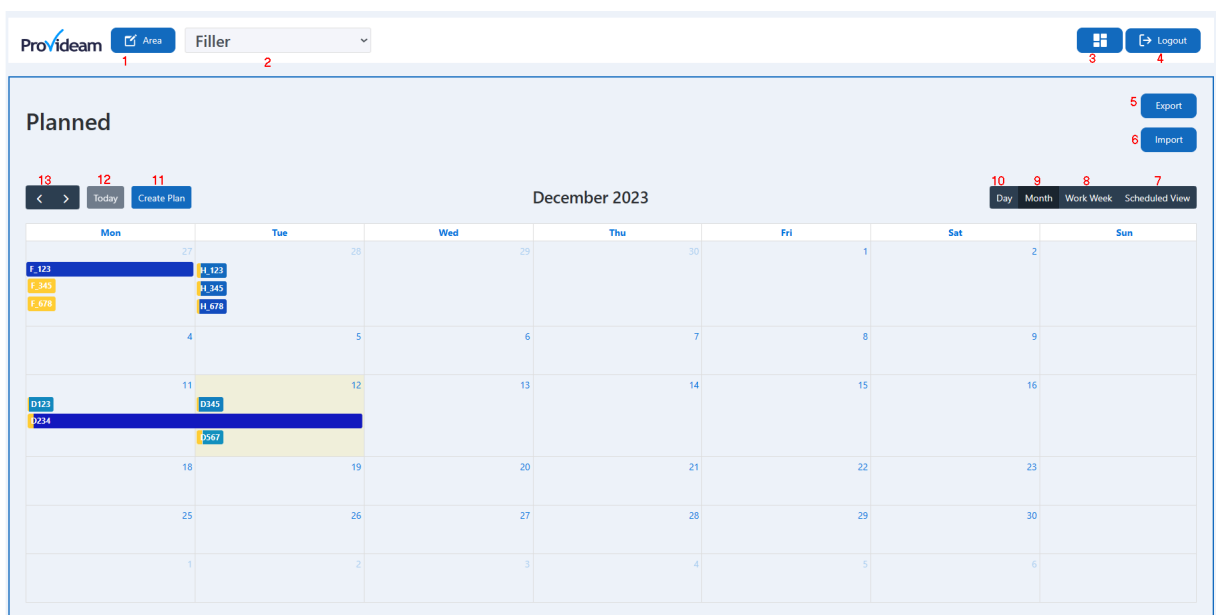 Provideam Area Filler Logout
1 2 3 4
5 Export
Planned
6 Import
13 12 11 10 9 8 7
Today Create Plan December 2023 Day Month Work Week Scheduled View
Mon Tue Wed Thu Fri Sat Sun
27 28 29 30 1 2
F_123 H_123
F_345 H_345
F_678 H_678
4 5 6 7 8 9
11 12 13 14 15 16
D123 D345
D234
D567
18 19 20 21 22 23
25 26 27 28 29 30
1 2 3 4 5 6